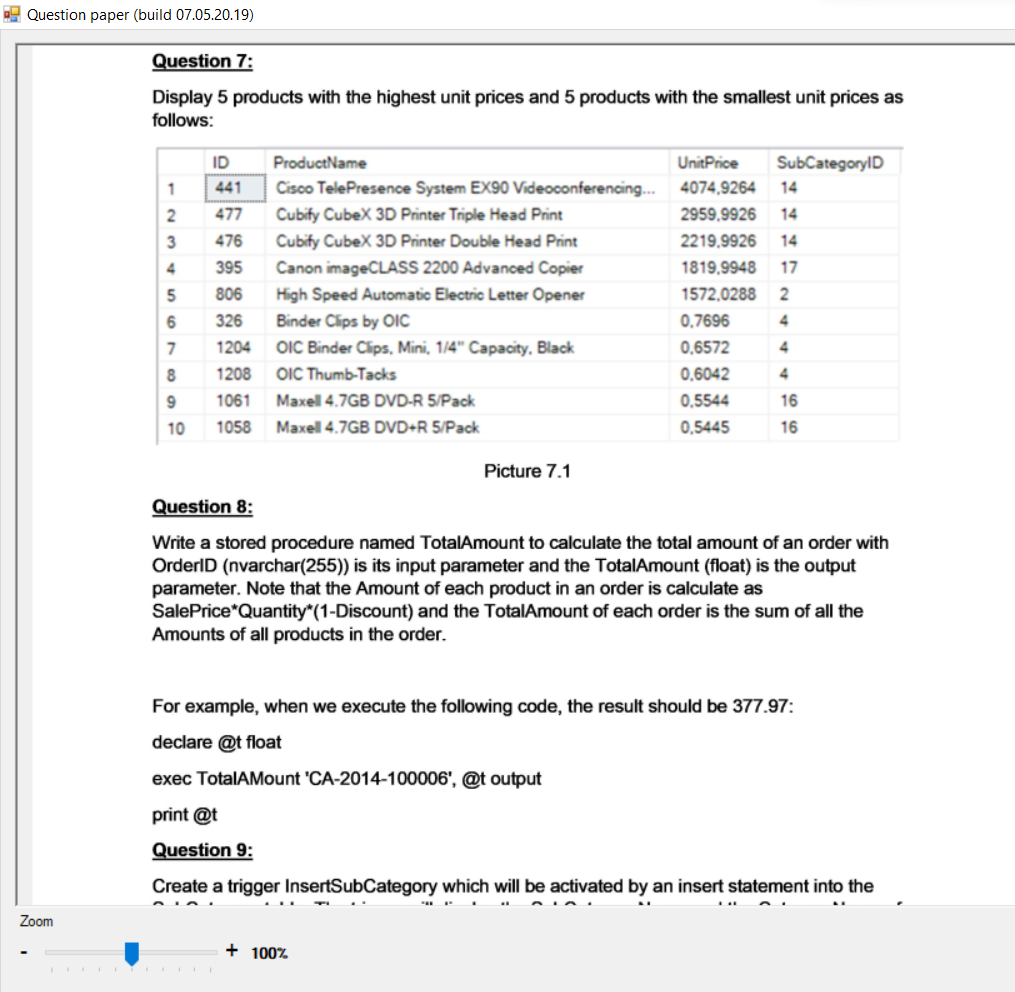 Question paper (build 07.05.20.19)
Question 7:
Display 5 products with the highest unit prices and 5 products with the smallest unit prices as
follows:
ID ProductName UnitPrice SubCategoryID
1 441 Cisco TelePresence System EX90 Videoconferencing... 4074,9264 14
2 477 Cubify CubeX 3D Printer Triple Head Print 2959,9926 14
3 476 Cubify CubeX 3D Printer Double Head Print 2219,9926 14
4 395 Canon imageCLASS 2200 Advanced Copier 1819,9948 17
5 806 High Speed Automatic Electric Letter Opener 1572,0288 2
6 326 Binder Clips by OIC 0,7696 4
7 1204 OIC Binder Clips, Mini, 1/4" Capacity, Black 0,6572 4
8 1208 OIC Thumb-Tacks 0,6042 4
9 1061 Maxell 4.7GB DVD-R 5/Pack 0,5544 16
10 1058 Maxell 4.7GB DVD+R 5/Pack 0,5445 16
Picture 7.1
Question 8:
Write a stored procedure named TotalAmount to calculate the total amount of an order with
OrderID (nvarchar(255)) is its input parameter and the TotalAmount (float) is the output
parameter. Note that the Amount of each product in an order is calculate as
SalePrice*Quantity*(1-Discount) and the TotalAmount of each order is the sum of all the
Amounts of all products in the order.
For example, when we execute the following code, the result should be 377.97:
declare @t float
exec TotalAMount 'CA-2014-100006', @t output
print @t
Question 9:
Create a trigger InsertSubCategory which will be activated by an insert statement into the
Zoom
- + 100%